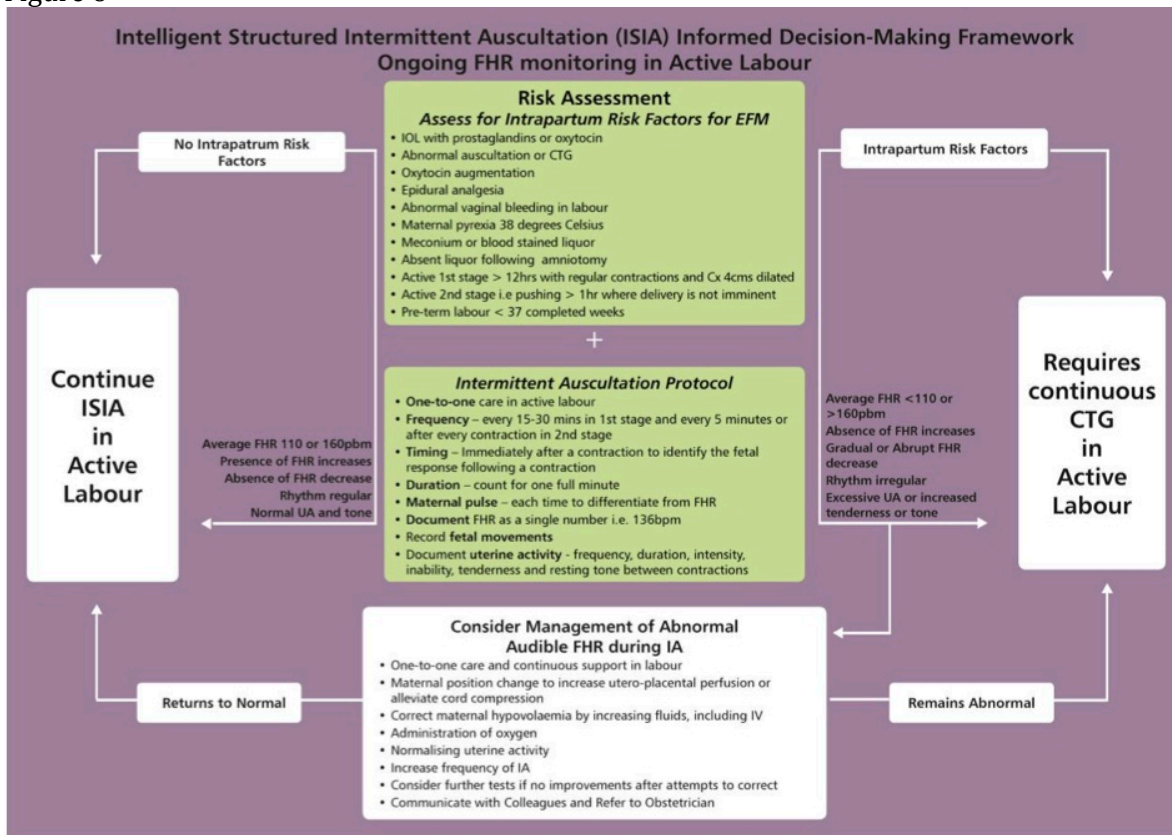 Intelligent Structured Intermittent Auscultation (ISIA) Informed Decision-Making Framework
Ongoing FHR monitoring in Active Labour
Risk Assessment
Assess for Intrapartum Risk Factors for EFM
• IOL with prostaglandins or oxytocin
• Abnormal auscultation or CTG
• Oxytocin augmentation
• Epidural analgesia
• Abnormal vaginal bleeding in labour
• Maternal pyrexia 38 degrees Celsius
• Meconium or blood stained liquor
• Absent liquor following amniotomy
• Active 1st stage > 12hrs with regular contractions and Cx 4cms dilated
• Active 2nd stage i.e pushing > 1hr where delivery is not imminent
• Pre-term labour < 37 completed weeks
No Intrapatrum Risk
Factors
Intrapartum Risk Factors
+
Continue
ISIA
in
Active
Labour
Average FHR 110 or 160pbm
Presence of FHR increases
Absence of FHR decrease
Rhythm regular
Normal UA and tone
Intermittent Auscultation Protocol
• One-to-one care in active labour
• Frequency – every 15-30 mins in 1st stage and every 5 minutes or
after every contraction in 2nd stage
• Timing – Immediately after a contraction to identify the fetal
response following a contraction
• Duration – count for one full minute
• Maternal pulse – each time to differentiate from FHR
• Document FHR as a single number i.e. 136bpm
• Record fetal movements
• Document uterine activity - frequency, duration, intensity,
inability, tenderness and resting tone between contractions
Average FHR <110 or
>160pbm
Absence of FHR increases
Gradual or Abrupt FHR
decrease
Rhythm irregular
Excessive UA or increased
tenderness or tone
Requires
continuous
CTG
in
Active
Labour
Consider Management of Abnormal
Audible FHR during IA
• One-to-one care and continuous support in labour
• Maternal position change to increase utero-placental perfusion or
alleviate cord compression
• Correct maternal hypovolaemia by increasing fluids, including IV
• Administration of oxygen
• Normalising uterine activity
• Increase frequency of IA
• Consider further tests if no improvements after attempts to correct
• Communicate with Colleagues and Refer to Obstetrician
Returns to Normal
Remains Abnormal